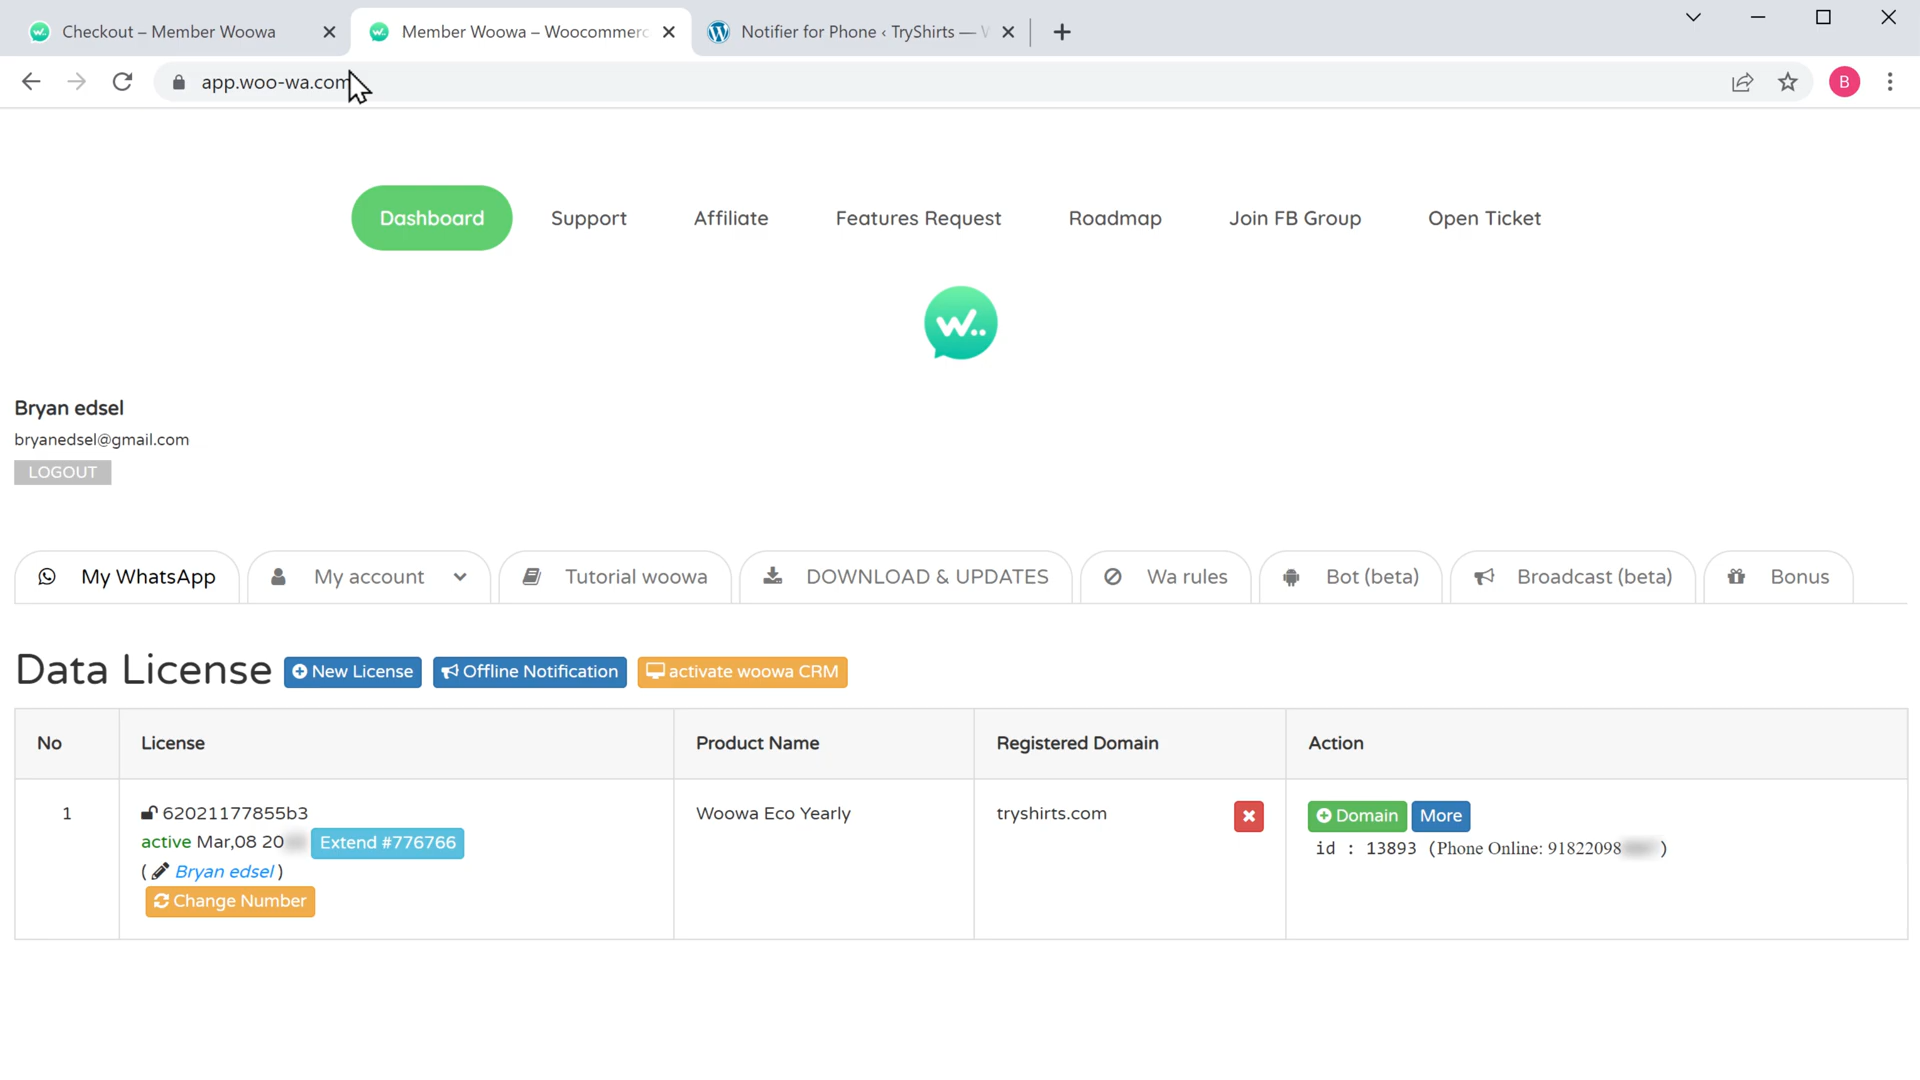 Checkout – Member Woowa
Member Woowa – Woocommerc
Notifier for Phone ‹ TryShirts — W
app.woo-wa.com
B
Dashboard
Support
Affiliate
Features Request
Roadmap
Join FB Group
Open Ticket
W..
Bryan edsel
bryanedsel@gmail.com
LOGOUT
My WhatsApp
My account
Tutorial woowa
DOWNLOAD & UPDATES
Wa rules
Bot (beta)
Broadcast (beta)
Bonus
Data License
New License
Offline Notification
activate woowa CRM
No
License
Product Name
Registered Domain
Action
1
62021177855b3
active Mar,08 20
Extend #776766
( Bryan edsel )
Change Number
Woowa Eco Yearly
tryshirts.com
Domain
More
id : 13893 (Phone Online: 91822098 )